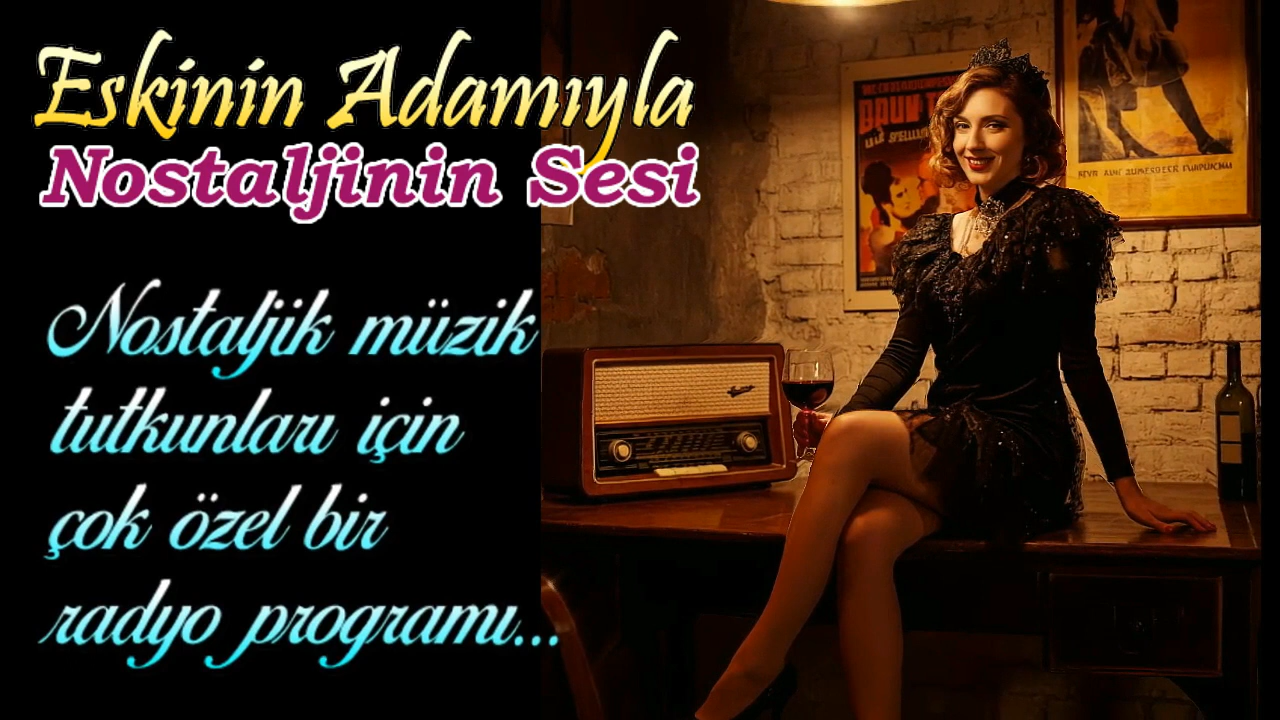 Eskinin Adamıyla
Nostaljinin Sesi
Nostaljik müzik
tutkunları için
çok özel bir
radyo programı...